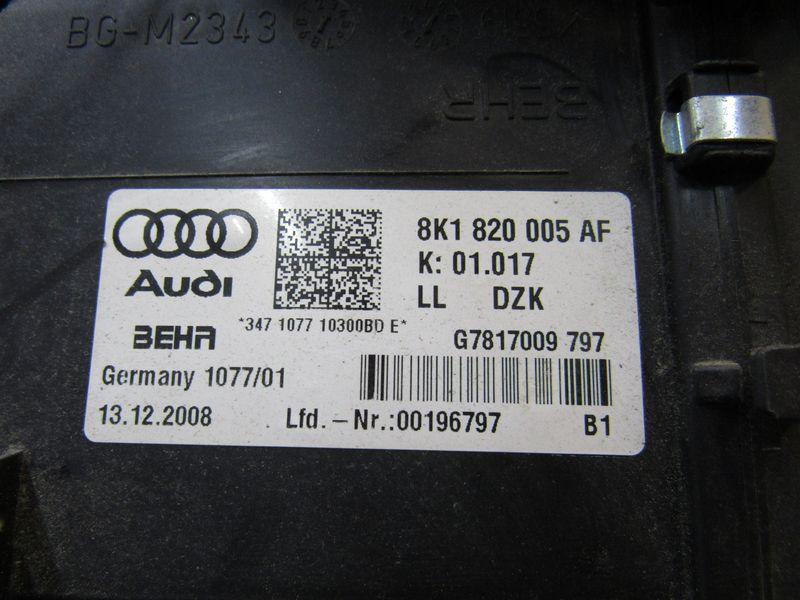 BG-M2343
BEHR
Audi
8K1 820 005 AF
K: 01.017
LL DZK
*347 1077 10300BD E*
BEHR
G7817009 797
Germany 1077/01
13.12.2008
Lfd. – Nr.:00196797
B1